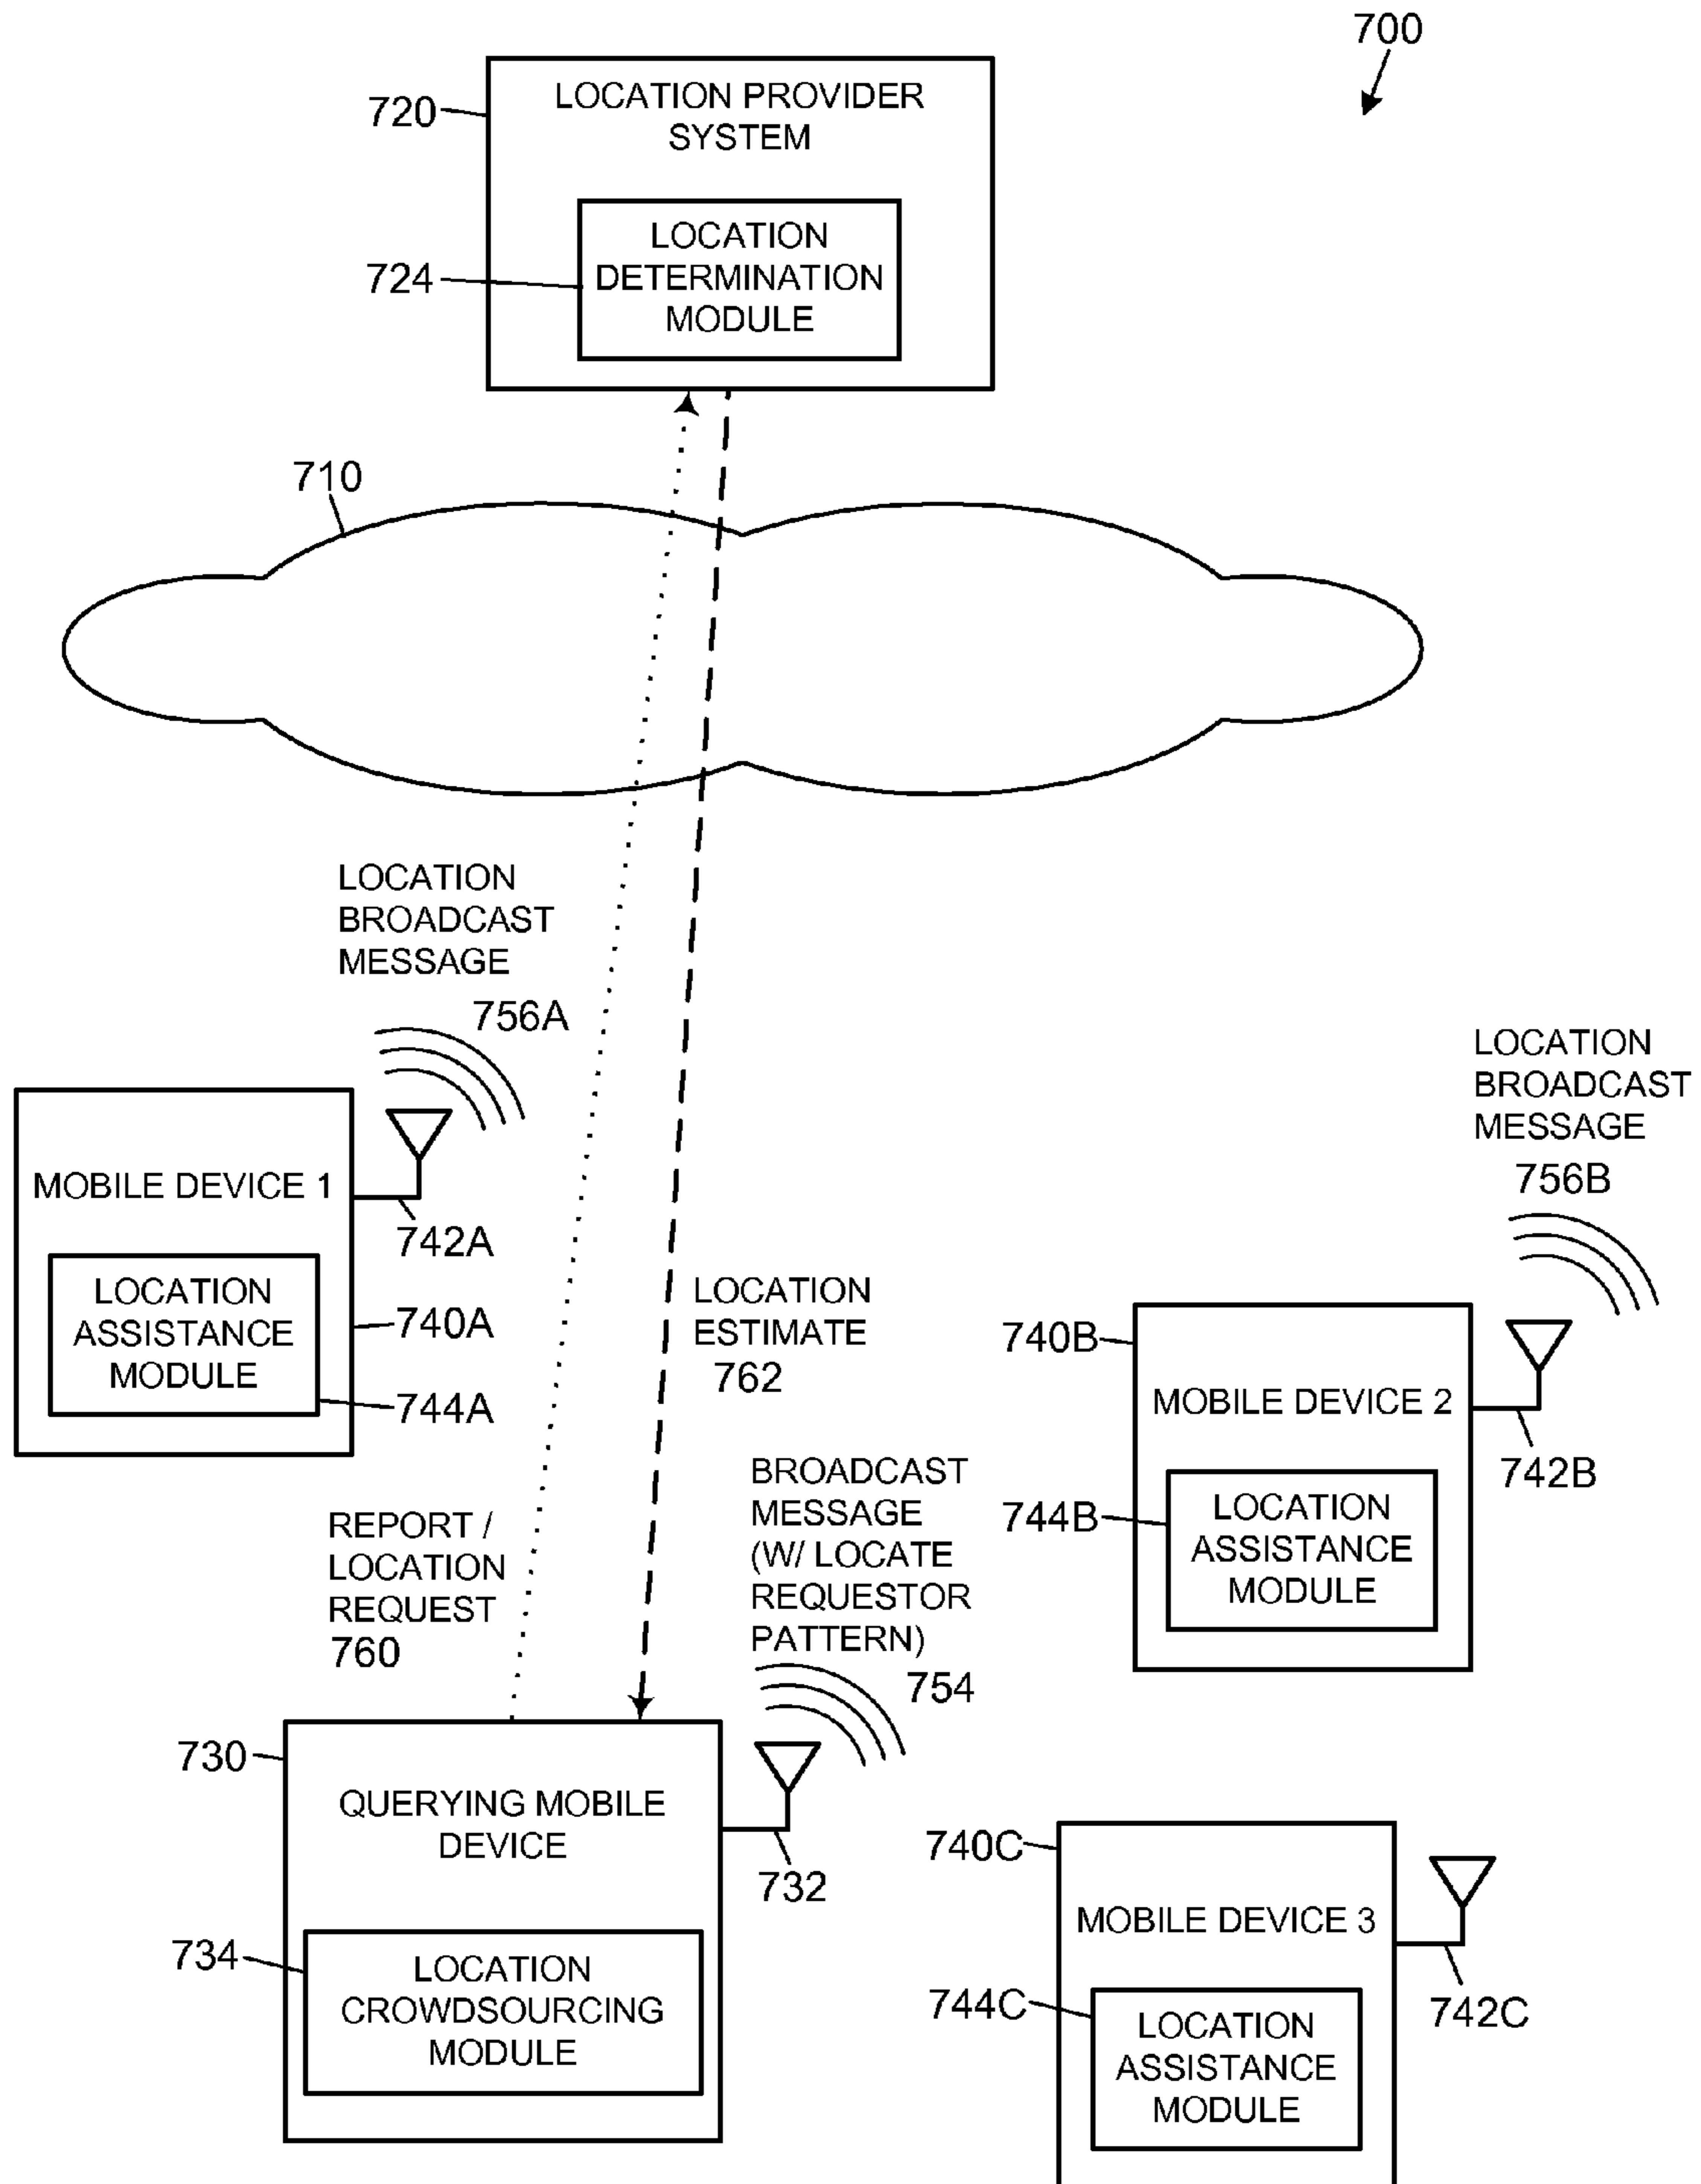 700
LOCATION PROVIDER
SYSTEM
720
LOCATION
DETERMINATION
MODULE
724
710
LOCATION
BROADCAST
MESSAGE
756A
LOCATION
BROADCAST
MESSAGE
756B
MOBILE DEVICE 1
742A
LOCATION
ASSISTANCE
MODULE
740A
744A
LOCATION
ESTIMATE
762
740B
MOBILE DEVICE 2
742B
744B
LOCATION
ASSISTANCE
MODULE
REPORT /
LOCATION
REQUEST
760
BROADCAST
MESSAGE
(W/ LOCATE
REQUESTOR
PATTERN)
754
730
QUERYING MOBILE
DEVICE
732
734
LOCATION
CROWDSOURCING
MODULE
740C
MOBILE DEVICE 3
742C
744C
LOCATION
ASSISTANCE
MODULE